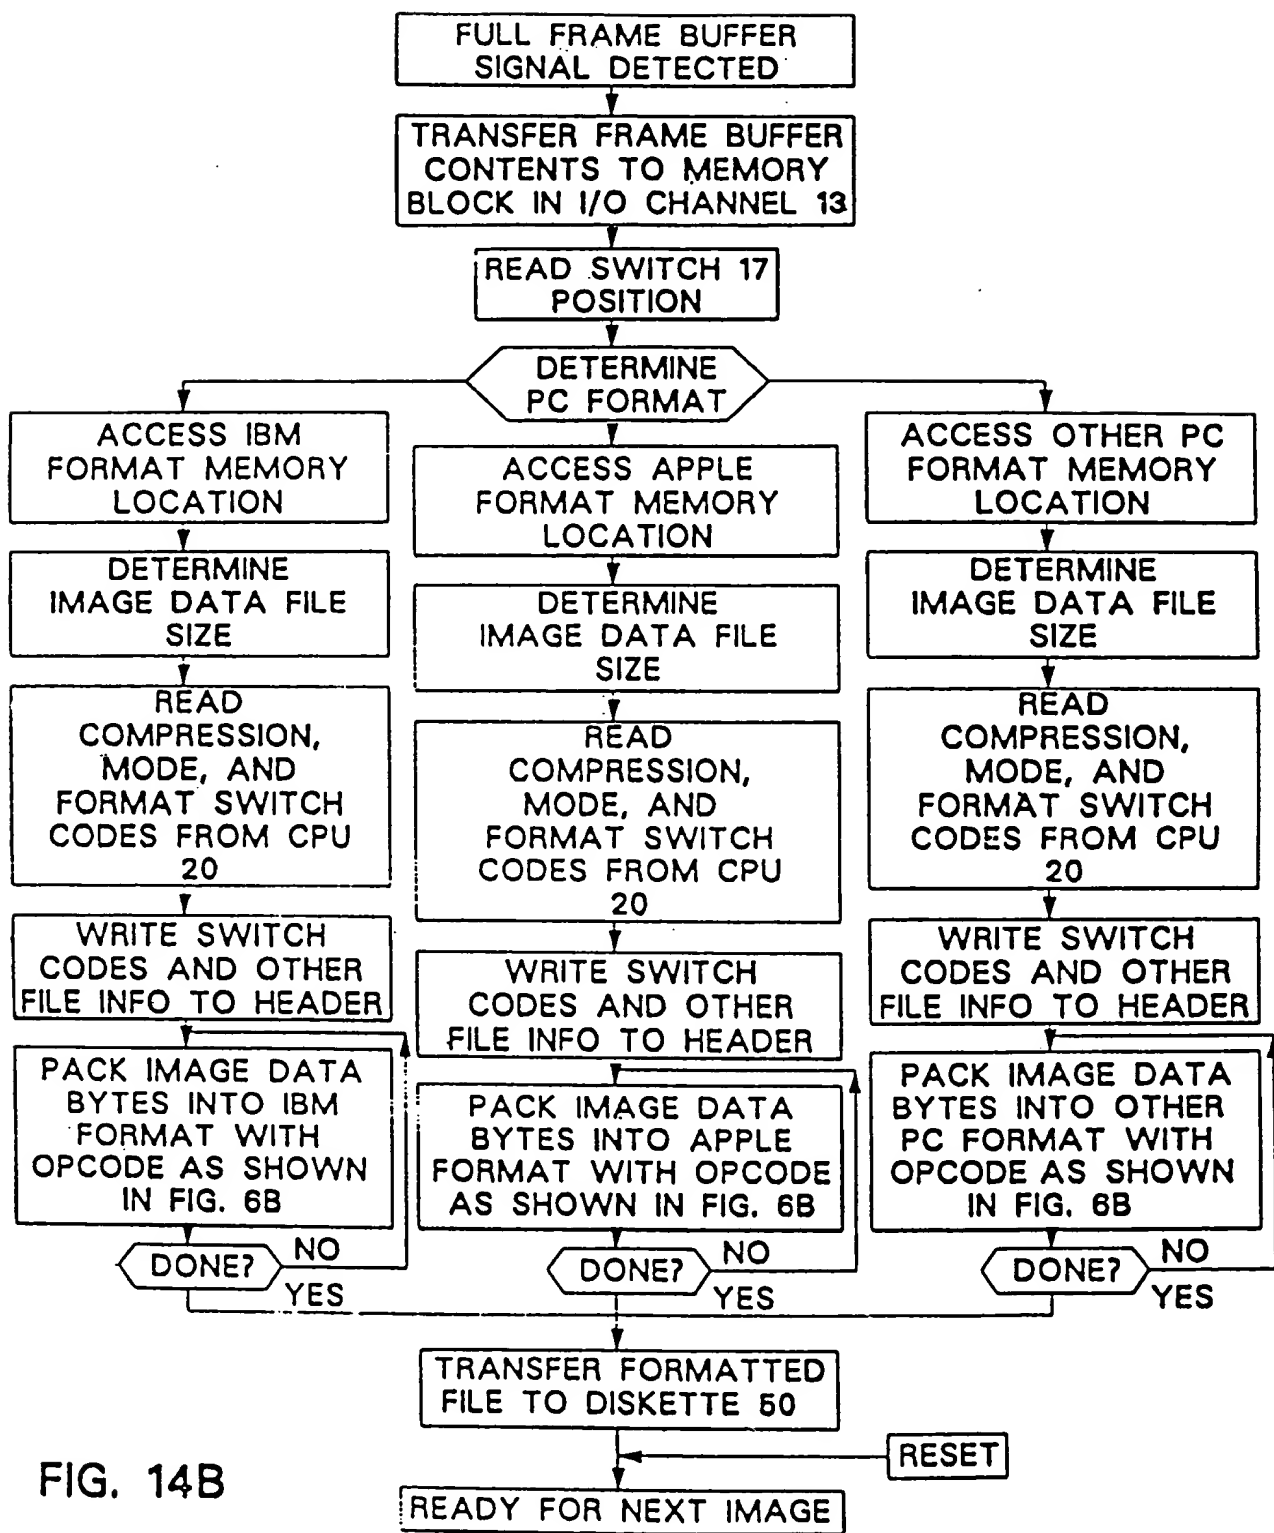 FULL FRAME BUFFER
SIGNAL DETECTED
TRANSFER FRAME BUFFER
CONTENTS TO MEMORY
BLOCK IN I/O CHANNEL 13
READ SWITCH 17
POSITION
DETERMINE
PC FORMAT
ACCESS IBM
FORMAT MEMORY
LOCATION
DETERMINE
IMAGE DATA FILE
SIZE
READ
COMPRESSION,
MODE, AND
FORMAT SWITCH
CODES FROM CPU
20
WRITE SWITCH
CODES AND OTHER
FILE INFO TO HEADER
PACK IMAGE DATA
BYTES INTO IBM
FORMAT WITH
OPCODE AS SHOWN
IN FIG. 6B
DONE?
NO
YES
ACCESS APPLE
FORMAT MEMORY
LOCATION
DETERMINE
IMAGE DATA FILE
SIZE
READ
COMPRESSION,
MODE, AND
FORMAT SWITCH
CODES FROM CPU
20
WRITE SWITCH
CODES AND OTHER
FILE INFO TO HEADER
PACK IMAGE DATA
BYTES INTO APPLE
FORMAT WITH OPCODE
AS SHOWN IN FIG. 6B
DONE?
NO
YES
ACCESS OTHER PC
FORMAT MEMORY
LOCATION
DETERMINE
IMAGE DATA FILE
SIZE
READ
COMPRESSION,
MODE, AND
FORMAT SWITCH
CODES FROM CPU
20
WRITE SWITCH
CODES AND OTHER
FILE INFO TO HEADER
PACK IMAGE DATA
BYTES INTO OTHER
PC FORMAT WITH
OPCODE AS SHOWN
IN FIG. 6B
DONE?
NO
YES
TRANSFER FORMATTED
FILE TO DISKETTE 50
RESET
READY FOR NEXT IMAGE
FIG. 14B